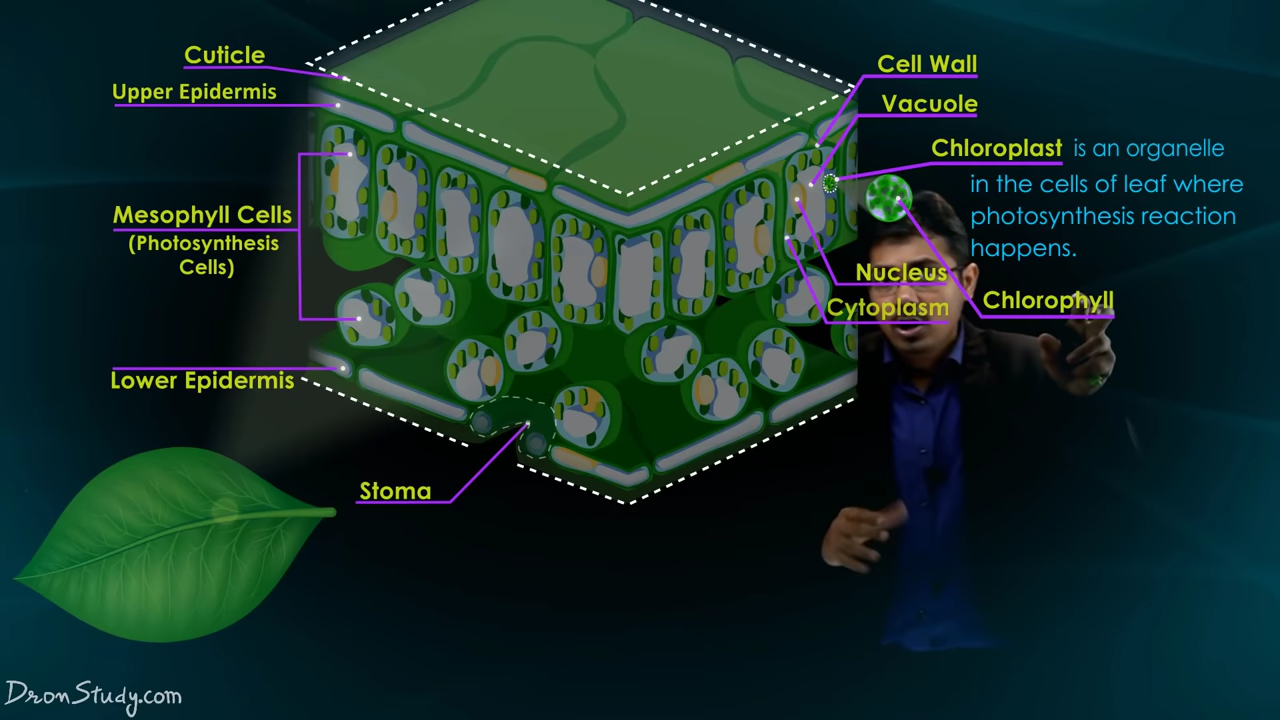 Cuticle
Upper Epidermis
Mesophyll Cells
(Photosynthesis
Cells)
Lower Epidermis
Stoma
Cell Wall
Vacuole
Chloroplast is an organelle
in the cells of leaf where
photosynthesis reaction
happens.
Nucleus
Chlorophyll
Cytoplasm
DronStudy.com